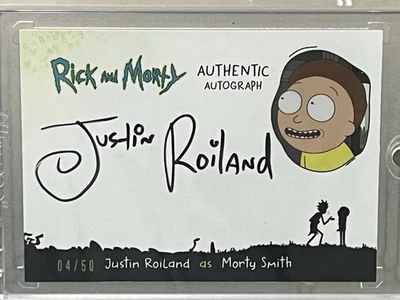 Rick and Morty
AUTHENTIC
AUTOGRAPH
Justin Roiland
04/50 Justin Roiland as Morty Smith